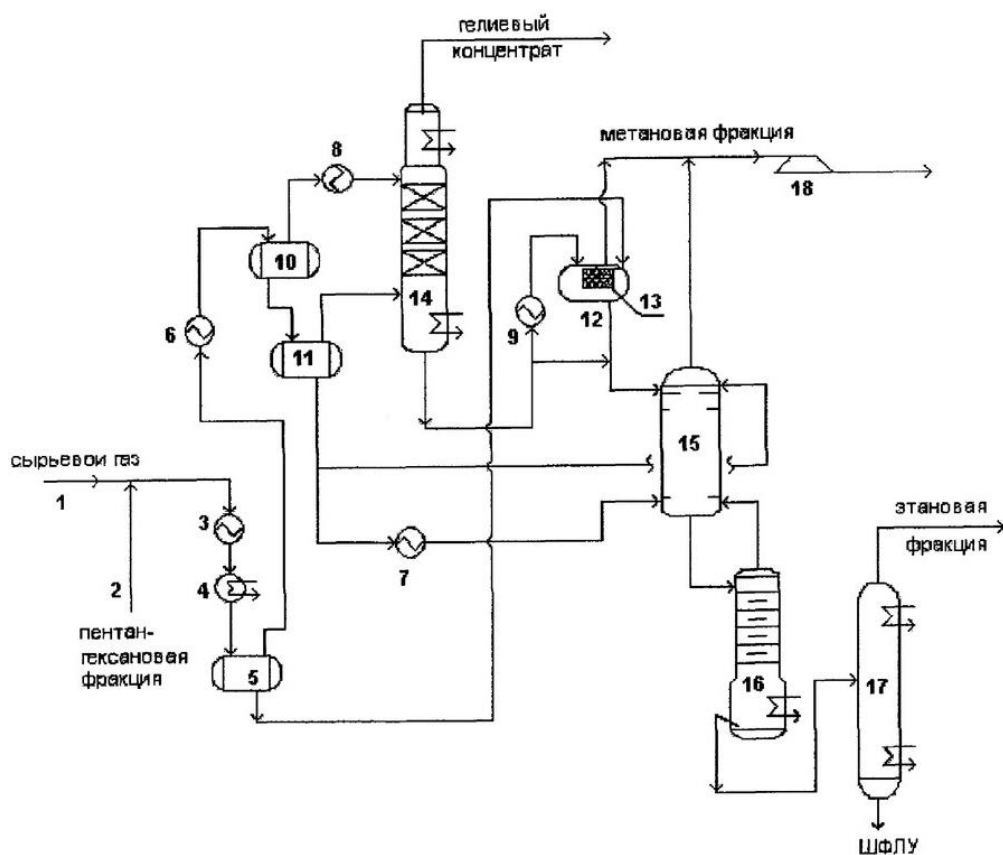 гелиевый
концентрат
метановая фракция
8
18
10
14
13
6
9
12
11
15
сырьевой газ
1
3
этановая
фракция
7
4
2
пентан-
гексановая
фракция
5
16
17
ШФЛУ